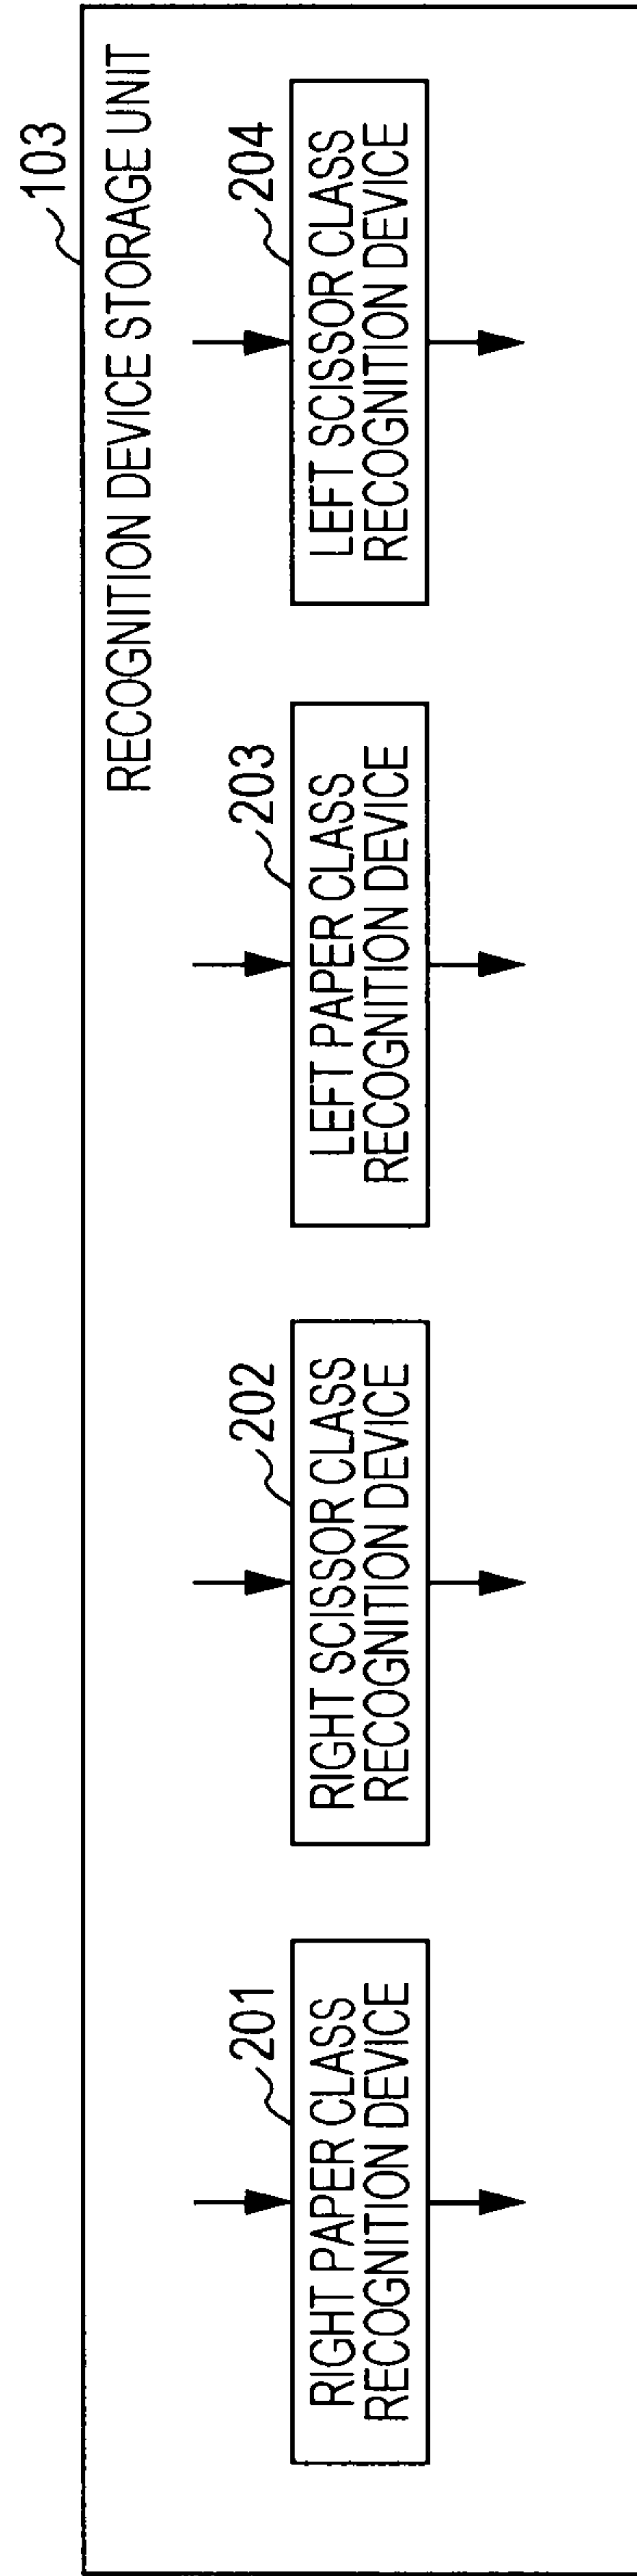 103
RECOGNITION DEVICE STORAGE UNIT
201
RIGHT PAPER CLASS
RECOGNITION DEVICE
202
RIGHT SCISSOR CLASS
RECOGNITION DEVICE
203
LEFT PAPER CLASS
RECOGNITION DEVICE
204
LEFT SCISSOR CLASS
RECOGNITION DEVICE